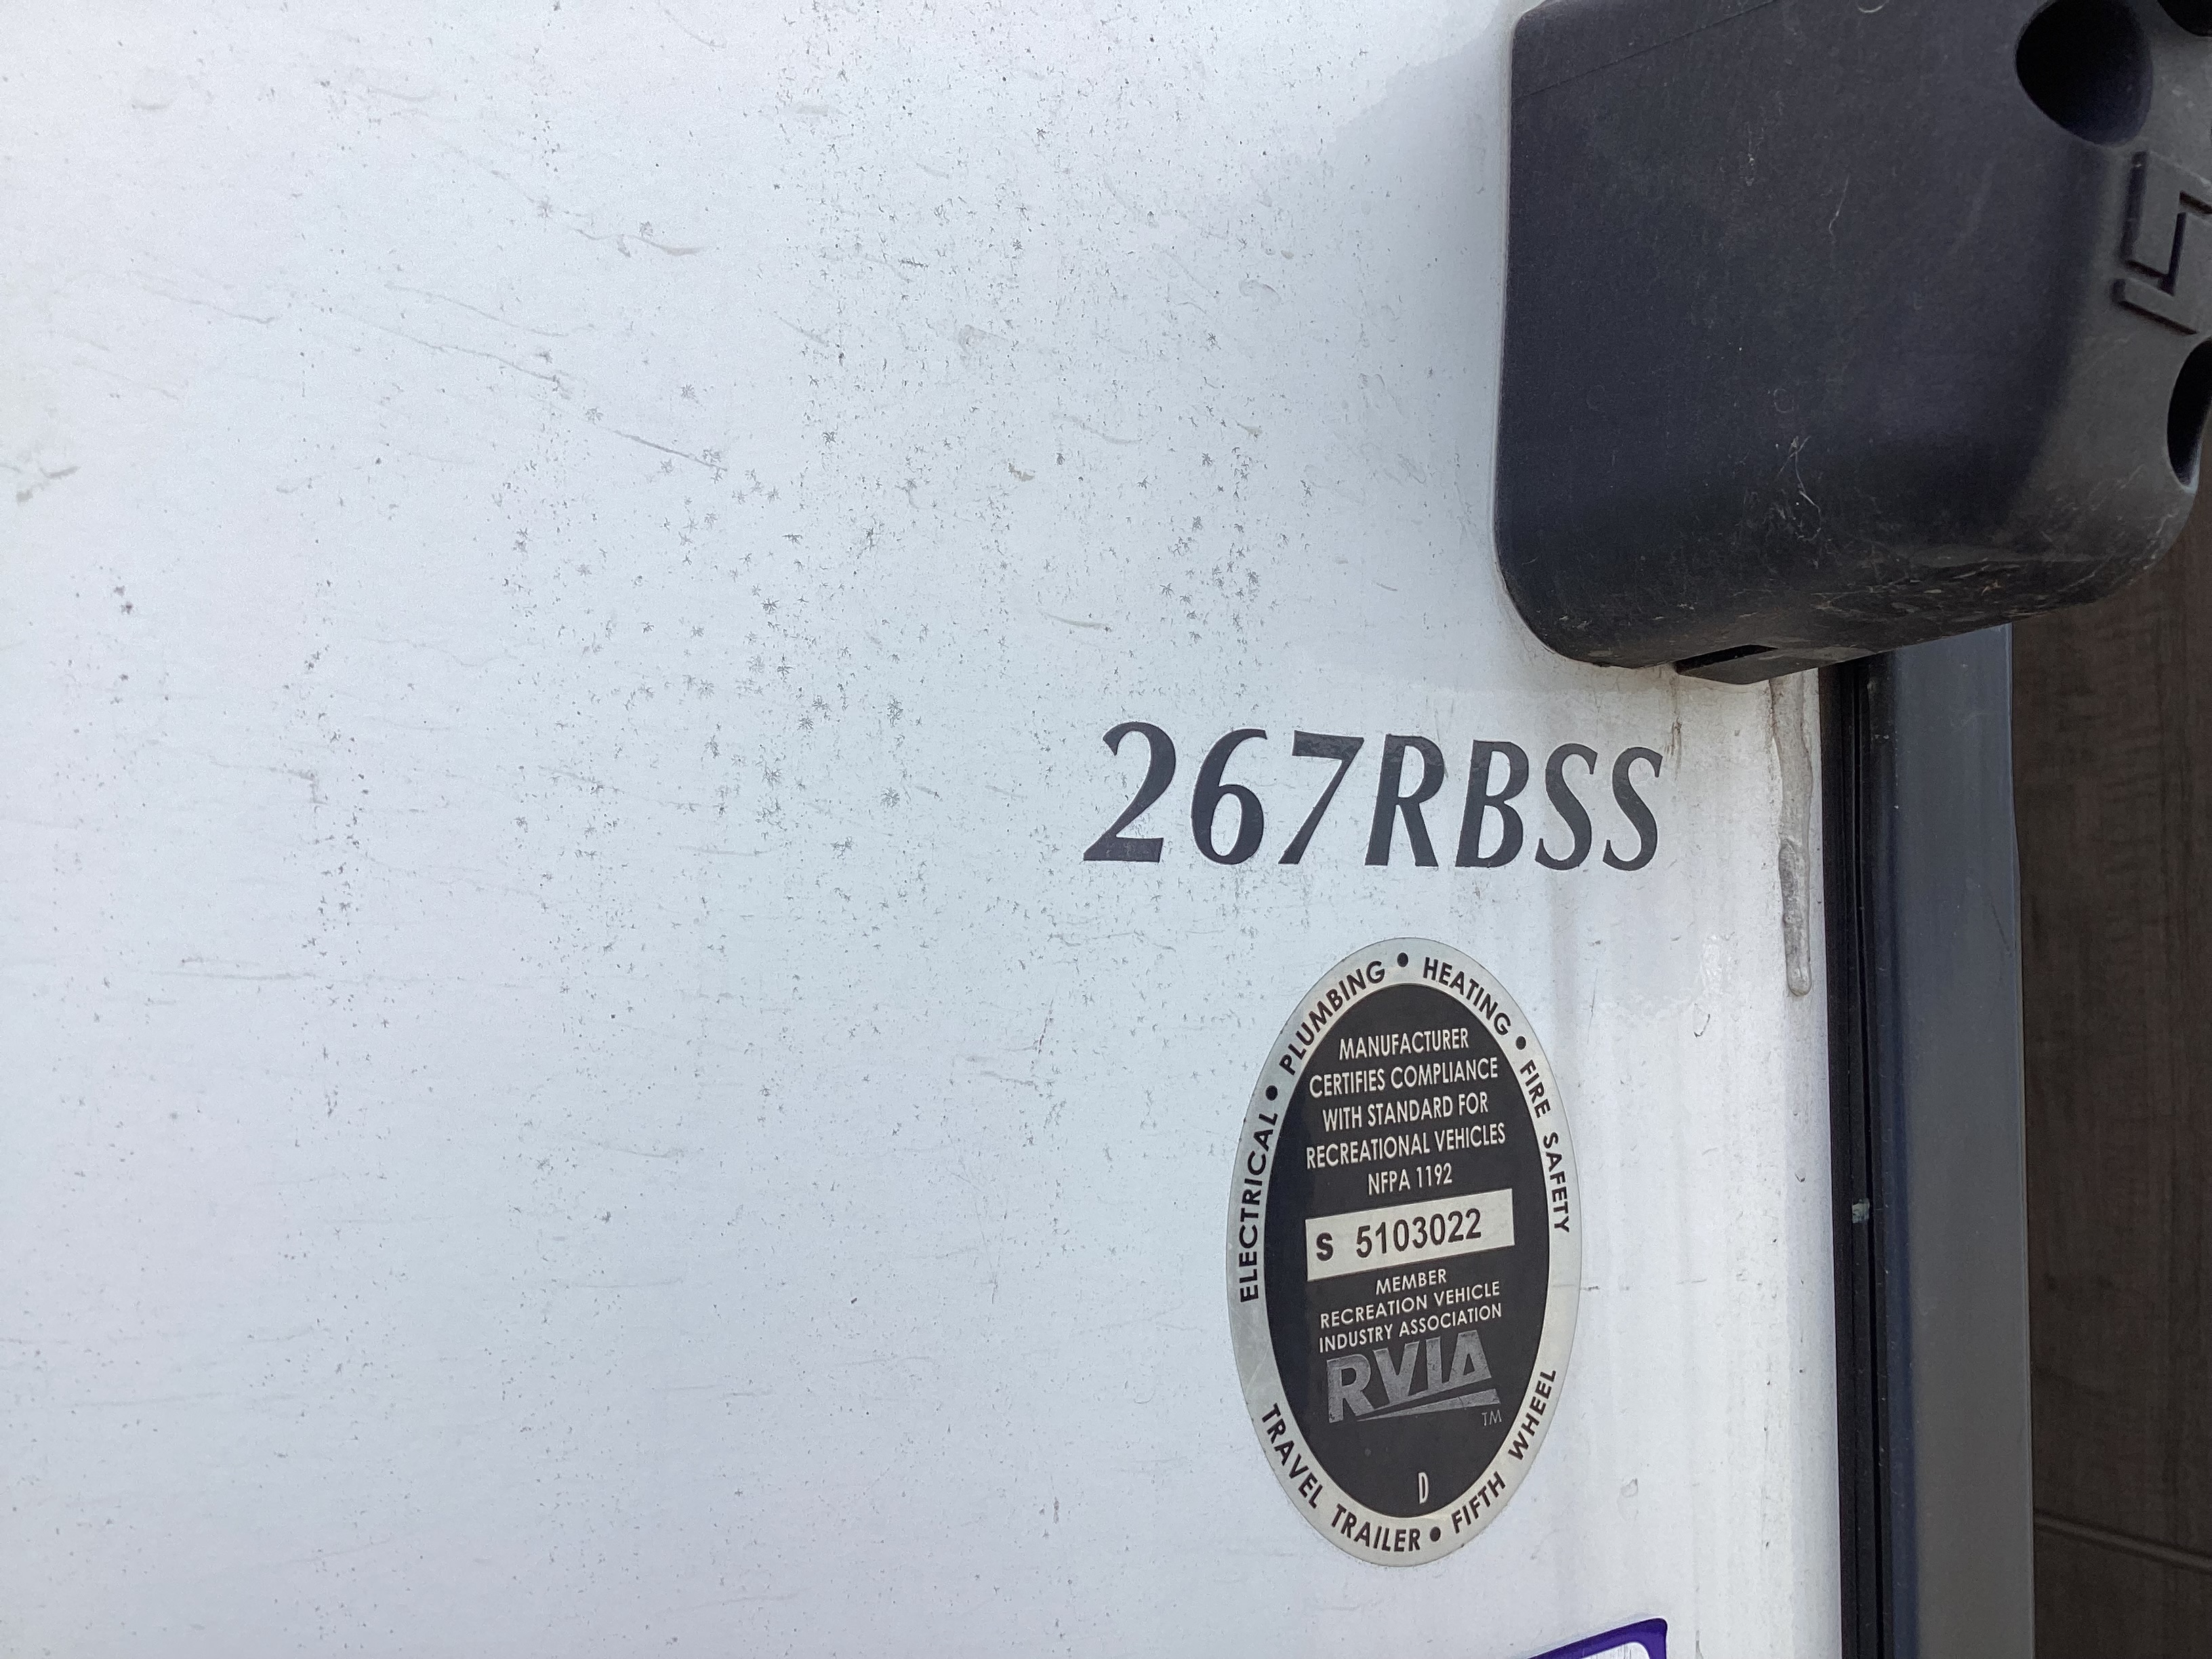 267RBSS
ELECTRICAL • PLUMBING • HEATING • FIRE SAFETY
MANUFACTURER
CERTIFIES COMPLIANCE
WITH STANDARD FOR
RECREATIONAL VEHICLES
NFPA 1192
S 5103022
MEMBER
RECREATION VEHICLE
INDUSTRY ASSOCIATION
RVIA
TM
D
TRAVEL TRAILER • FIFTH WHEEL